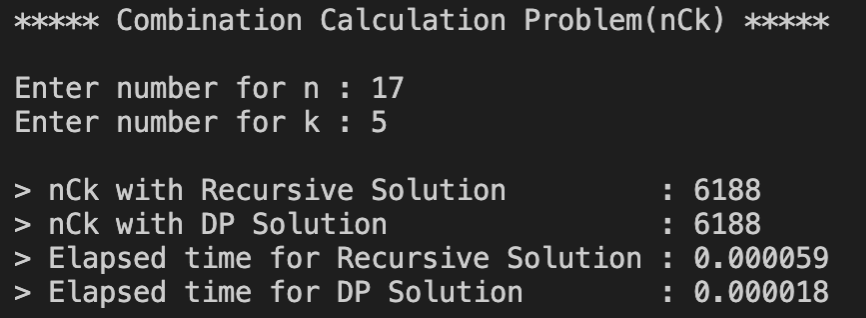 ***** Combination Calculation Problem(nCk) *****
Enter number for n : 17
Enter number for k : 5
> nCk with Recursive Solution : 6188
> nCk with DP Solution : 6188
> Elapsed time for Recursive Solution : 0.000059
> Elapsed time for DP Solution : 0.000018